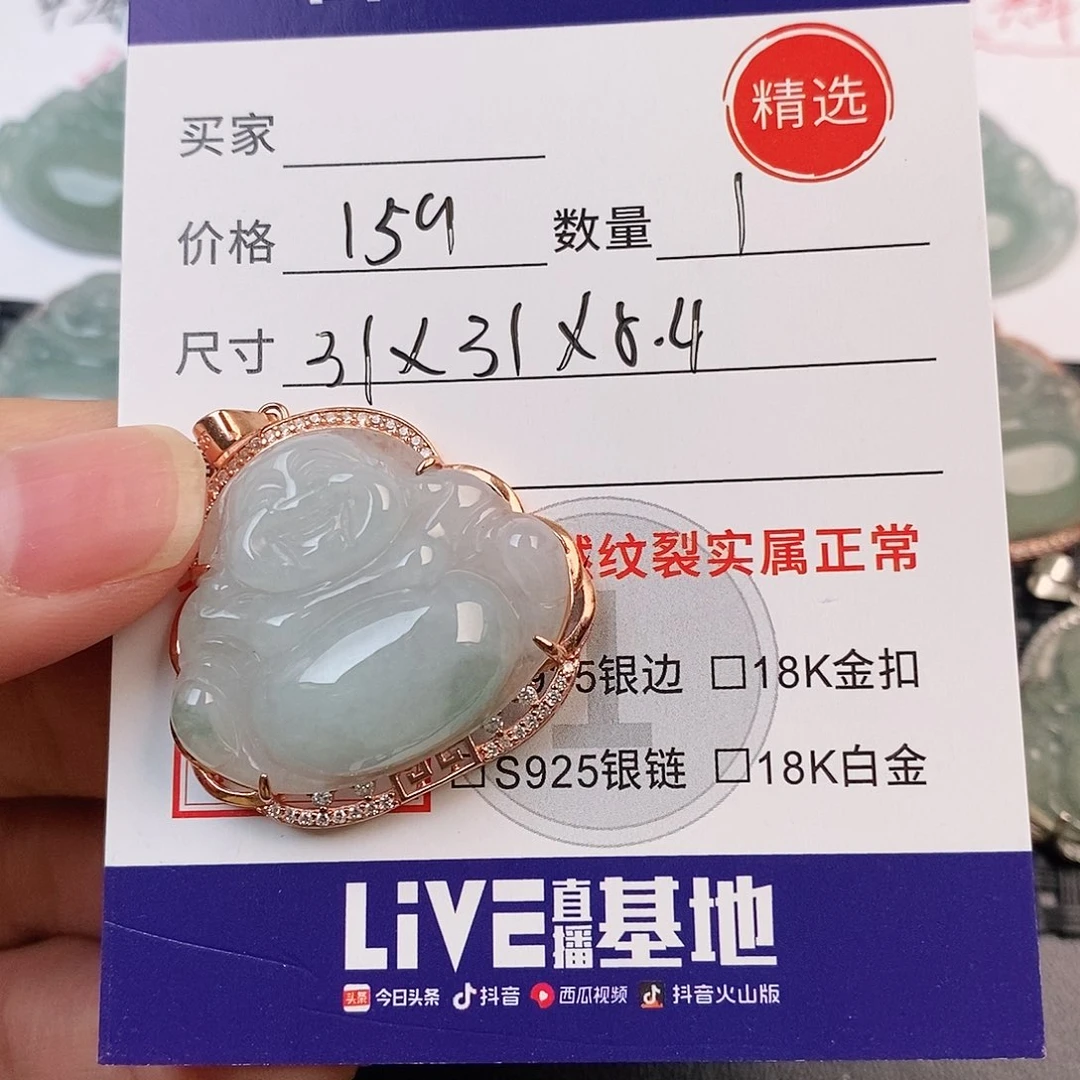 精选
买家
价格 159 数量 1
尺寸 31×31×8.4
纹裂实属正常
5银边 □18K金扣
□S925银链 □18K白金
LiVE直播基地
头条 今日头条 抖音 西瓜视频 抖音火山版